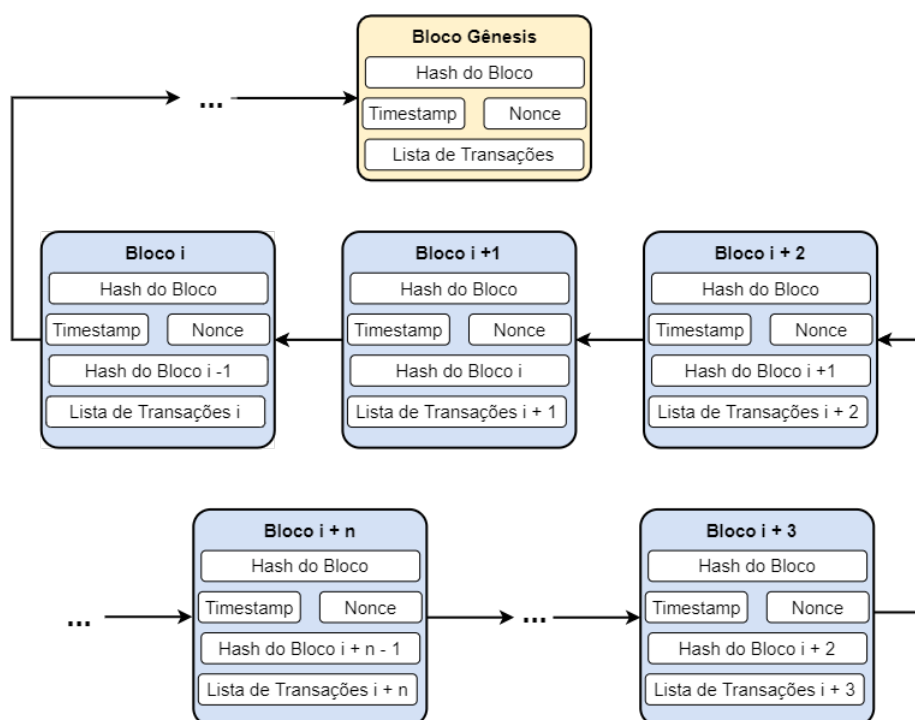 Bloco Gênesis
Hash do Bloco
Timestamp
Nonce
Lista de Transações
...
Bloco i
Hash do Bloco
Timestamp
Nonce
Hash do Bloco i -1
Lista de Transações i
Bloco i +1
Hash do Bloco
Timestamp
Nonce
Hash do Bloco i
Lista de Transações i + 1
Bloco i + 2
Hash do Bloco
Timestamp
Nonce
Hash do Bloco i +1
Lista de Transações i + 2
...
Bloco i + n
Hash do Bloco
Timestamp
Nonce
Hash do Bloco i + n - 1
Lista de Transações i + n
...
Bloco i + 3
Hash do Bloco
Timestamp
Nonce
Hash do Bloco i + 2
Lista de Transações i + 3